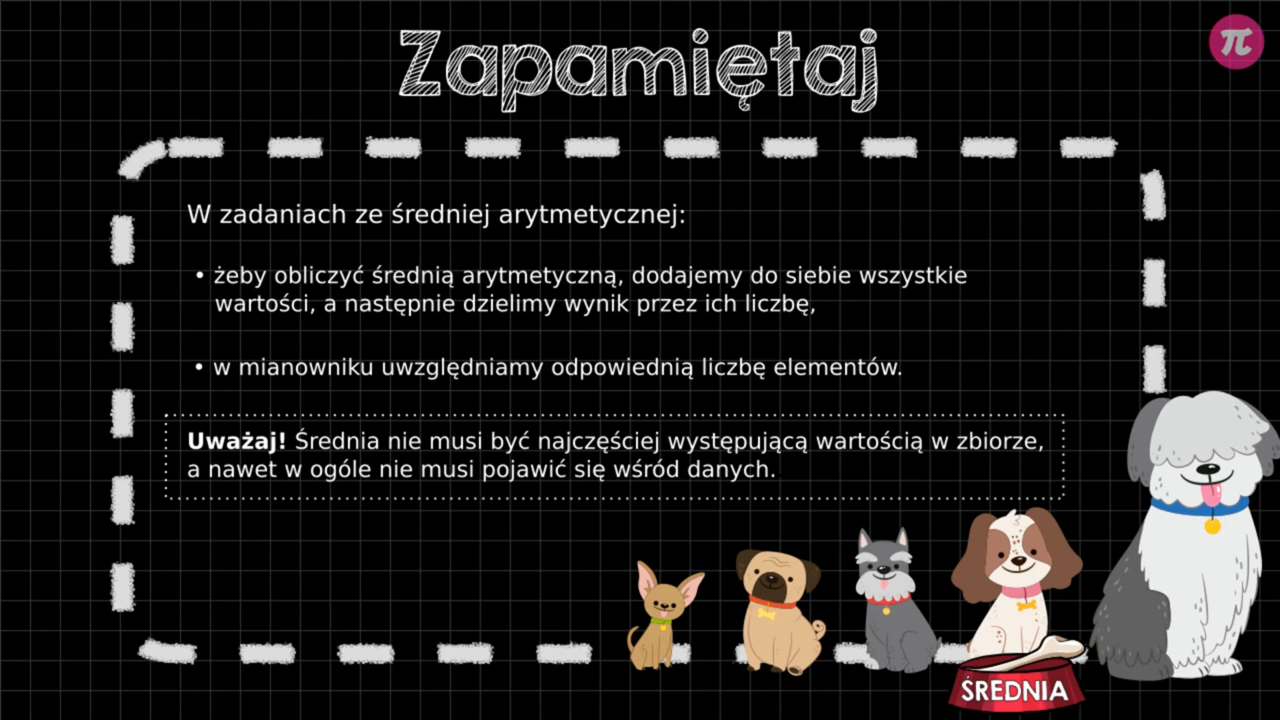 Zapamiętaj
π
W zadaniach ze średniej arytmetycznej:
• żeby obliczyć średnią arytmetyczną, dodajemy do siebie wszystkie
wartości, a następnie dzielimy wynik przez ich liczbę,
• w mianowniku uwzględniamy odpowiednią liczbę elementów.
Uważaj! Średnia nie musi być najczęściej występującą wartością w zbiorze,
a nawet w ogóle nie musi pojawić się wśród danych.
ŚREDNIA